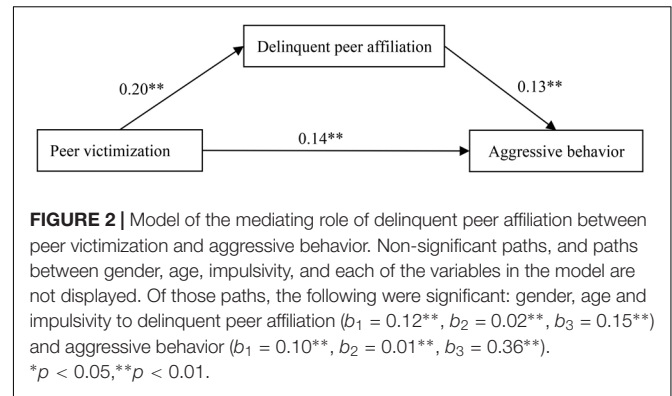 Delinquent peer affiliation
0.20**
0.13**
0.14**
Peer victimization
Aggressive behavior
FIGURE 2 | Model of the mediating role of delinquent peer affiliation between
peer victimization and aggressive behavior. Non-significant paths, and paths
between gender, age, impulsivity, and each of the variables in the model are
not displayed. Of those paths, the following were significant: gender, age and
impulsivity to delinquent peer affiliation (b₁ = 0.12**, b₂ = 0.02**, b₃ = 0.15**)
and aggressive behavior (b₁ = 0.10**, b₂ = 0.01**, b₃ = 0.36**).
*p < 0.05,**p < 0.01.